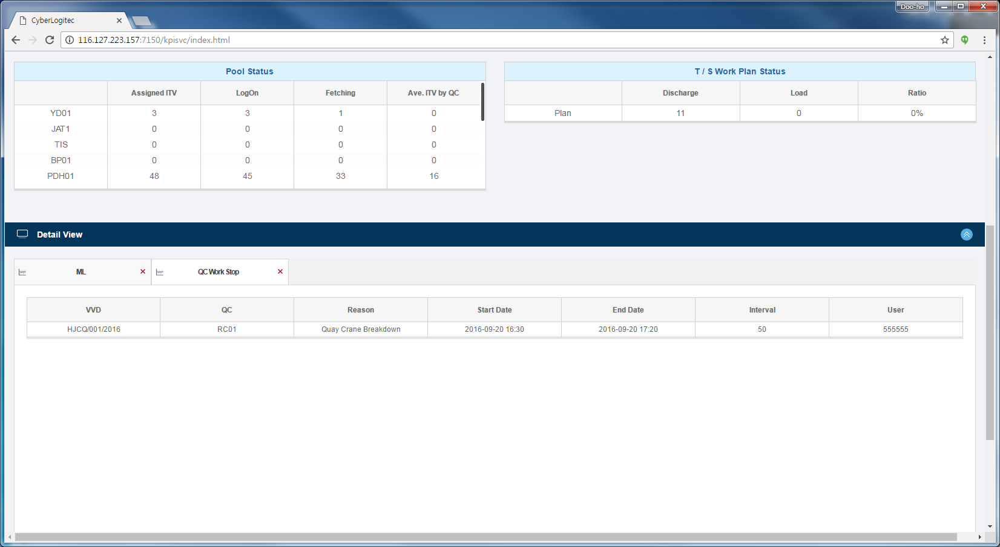 Doo-ho
CyberLogitec
116.127.223.157:7150/kpisvc/index.html
Pool Status
Assigned ITV LogOn Fetching Ave. ITV by QC
YD01 3 3 1 0
JAT1 0 0 0 0
TIS 0 0 0 0
BP01 0 0 0 0
PDH01 48 45 33 16
T / S Work Plan Status
Discharge Load Ratio
Plan 11 0 0%
Detail View
ML QC Work Stop
VVD QC Reason Start Date End Date Interval User
HJCQ/001/2016 RC01 Quay Crane Breakdown 2016-09-20 16:30 2016-09-20 17:20 50 555555